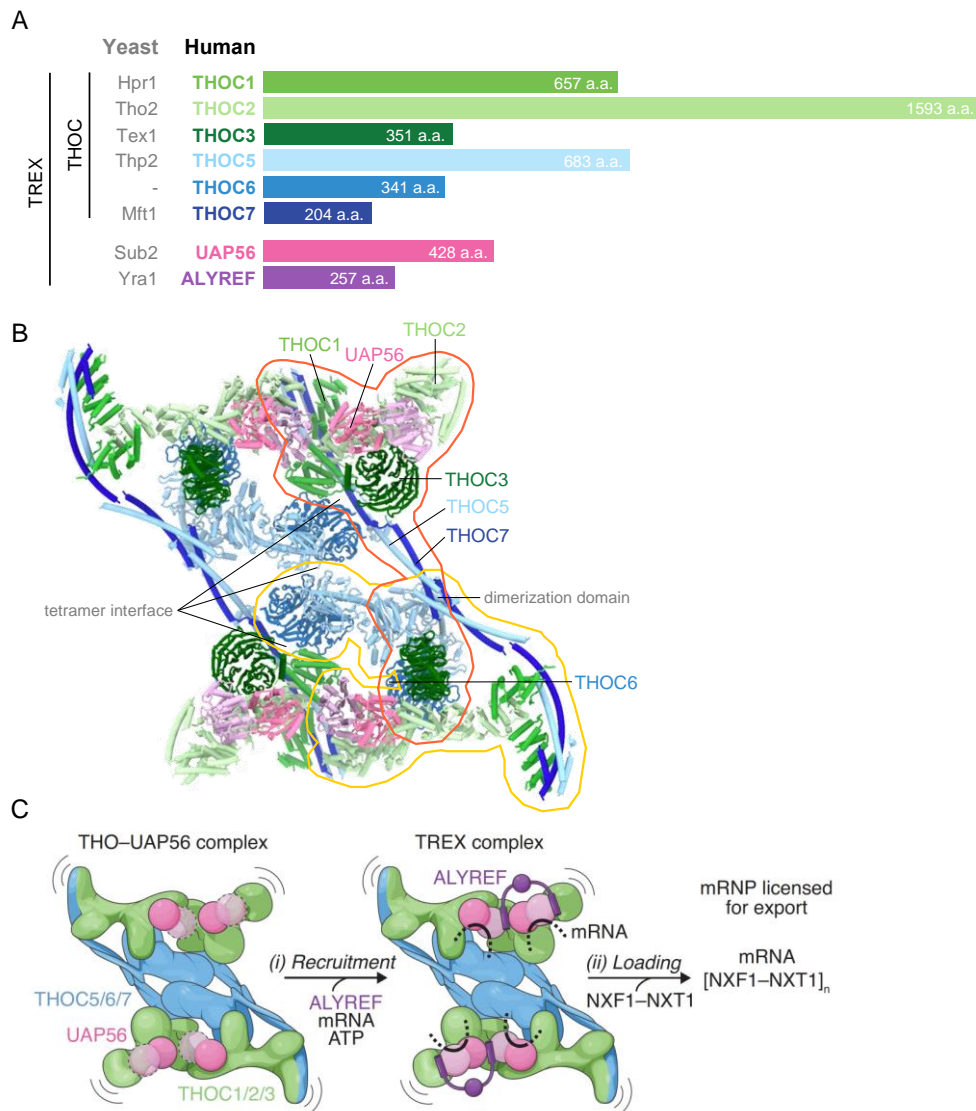 A
Yeast Human
TREX
THOC
Hpr1 THOC1 657 a.a.
Tho2 THOC2 1593 a.a.
Tex1 THOC3 351 a.a.
Thp2 THOC5 683 a.a.
- THOC6 341 a.a.
Mft1 THOC7 204 a.a.
Sub2 UAP56 428 a.a.
Yra1 ALYREF 257 a.a.
B
THOC2
THOC1
UAP56
THOC3
THOC5
THOC7
tetramer interface
dimerization domain
THOC6
C
THO–UAP56 complex
THOC5/6/7
UAP56
THOC1/2/3
(i) Recruitment
ALYREF
mRNA
ATP
TREX complex
ALYREF
mRNA
(ii) Loading
NXF1–NXT1
mRNP licensed
for export
mRNA
[NXF1–NXT1]n